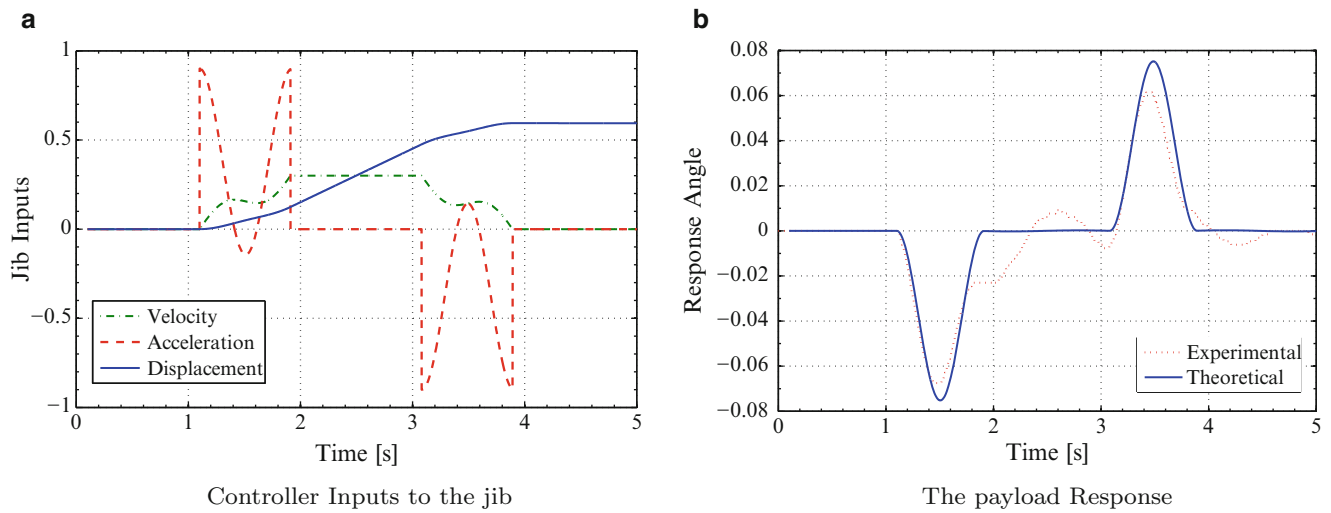 a
1
0.5
0
−0.5
−1
Jib Inputs
Velocity
Acceleration
Displacement
0 1 2 3 4 5
Time [s]
Controller Inputs to the jib
b
0.08
0.06
0.04
0.02
0
−0.02
−0.04
−0.06
−0.08
Response Angle
Experimental
Theoretical
0 1 2 3 4 5
Time [s]
The payload Response